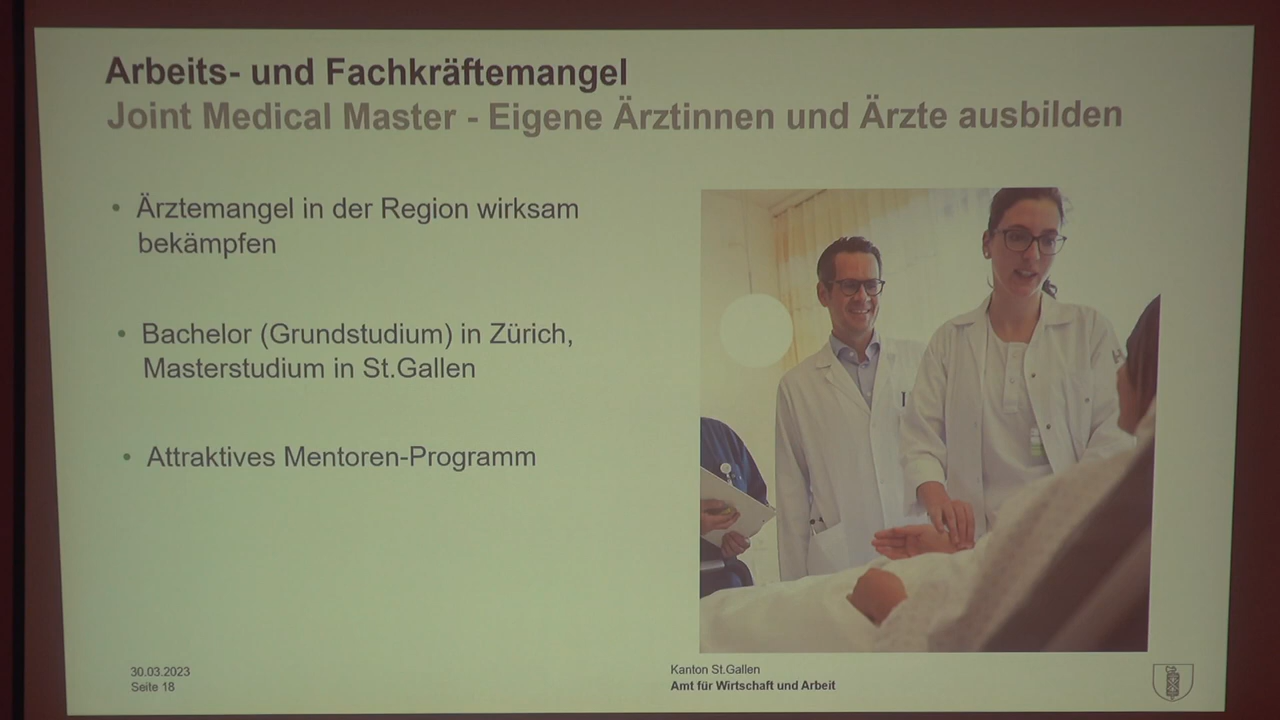 Arbeits- und Fachkräftemangel
Joint Medical Master - Eigene Ärztinnen und Ärzte ausbilden
• Ärztemangel in der Region wirksam
bekämpfen
• Bachelor (Grundstudium) in Zürich,
Masterstudium in St.Gallen
• Attraktives Mentoren-Programm
30.03.2023
Seite 18
Kanton St.Gallen
Amt für Wirtschaft und Arbeit